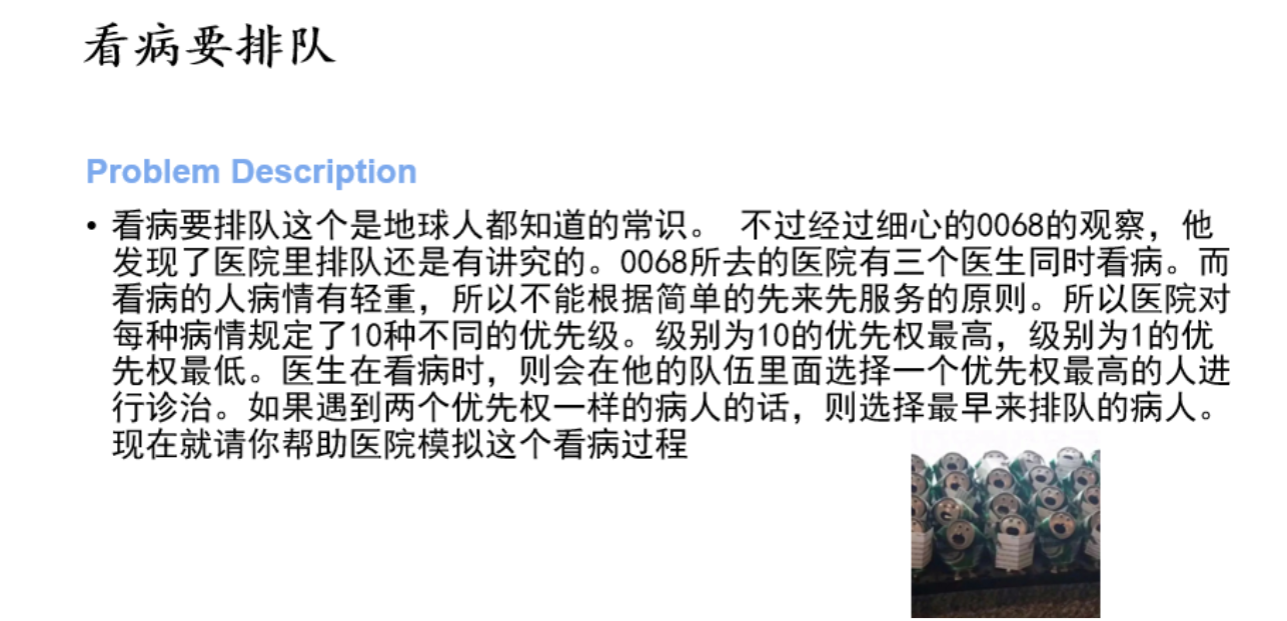 看病要排队
Problem Description
• 看病要排队这个是地球人都知道的常识。 不过经过细心的0068的观察，他
发现了医院里排队还是有讲究的。0068所去的医院有三个医生同时看病。而
看病的人病情有轻重，所以不能根据简单的先来先服务的原则。所以医院对
每种病情规定了10种不同的优先级。级别为10的优先权最高，级别为1的优
先权最低。医生在看病时，则会在他的队伍里面选择一个优先权最高的人进
行诊治。如果遇到两个优先权一样的病人的话，则选择最早来排队的病人。
现在就请你帮助医院模拟这个看病过程